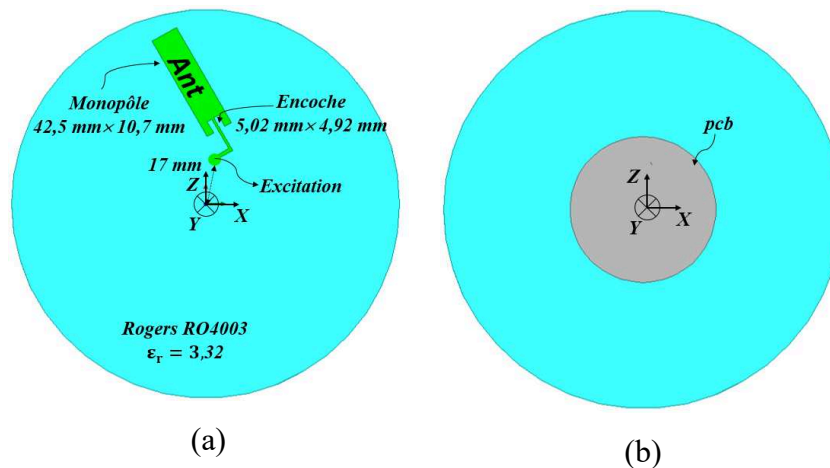 Ant
Monopôle
42,5 mm× 10,7 mm
Encoche
5,02 mm× 4,92 mm
17 mm
Excitation
Z
X
Y
Rogers RO4003
εr = 3,32
(a)
pcb
Z
X
Y
(b)